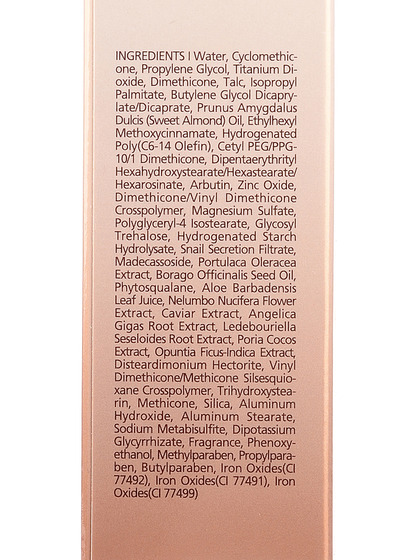 INGREDIENTS I Water, Cyclomethic-
one, Propylene Glycol, Titanium Di-
oxide, Dimethicone, Talc, Isopropyl
Palmitate, Butylene Glycol Dicapry-
late/Dicaprate, Prunus Amygdalus
Dulcis (Sweet Almond) Oil, Ethylhexyl
Methoxycinnamate, Hydrogenated
Poly(C6-14 Olefin), Cetyl PEG/PPG-
10/1 Dimethicone, Dipentaerythrityl
Hexahydroxystearate/Hexastearate/
Hexarosinate, Arbutin, Zinc Oxide,
Dimethicone/Vinyl Dimethicone
Crosspolymer, Magnesium Sulfate,
Polyglyceryl-4 Isostearate, Glycosyl
Trehalose, Hydrogenated Starch
Hydrolysate, Snail Secretion Filtrate,
Madecassoside, Portulaca Oleracea
Extract, Borago Officinalis Seed Oil,
Phytosqualane, Aloe Barbadensis
Leaf Juice, Nelumbo Nucifera Flower
Extract, Caviar Extract, Angelica
Gigas Root Extract, Ledebouriella
Seseloides Root Extract, Poria Cocos
Extract, Opuntia Ficus-Indica Extract,
Disteardimonium Hectorite, Vinyl
Dimethicone/Methicone Silsesquio-
xane Crosspolymer, Trihydroxystea-
rin, Methicone, Silica, Aluminum
Hydroxide, Aluminum Stearate,
Sodium Metabisulfite, Dipotassium
Glycyrrhizate, Fragrance, Phenoxy-
ethanol, Methylparaben, Propylpara-
ben, Butylparaben, Iron Oxides(CI
77492), Iron Oxides(CI 77491), Iron
Oxides(CI 77499)